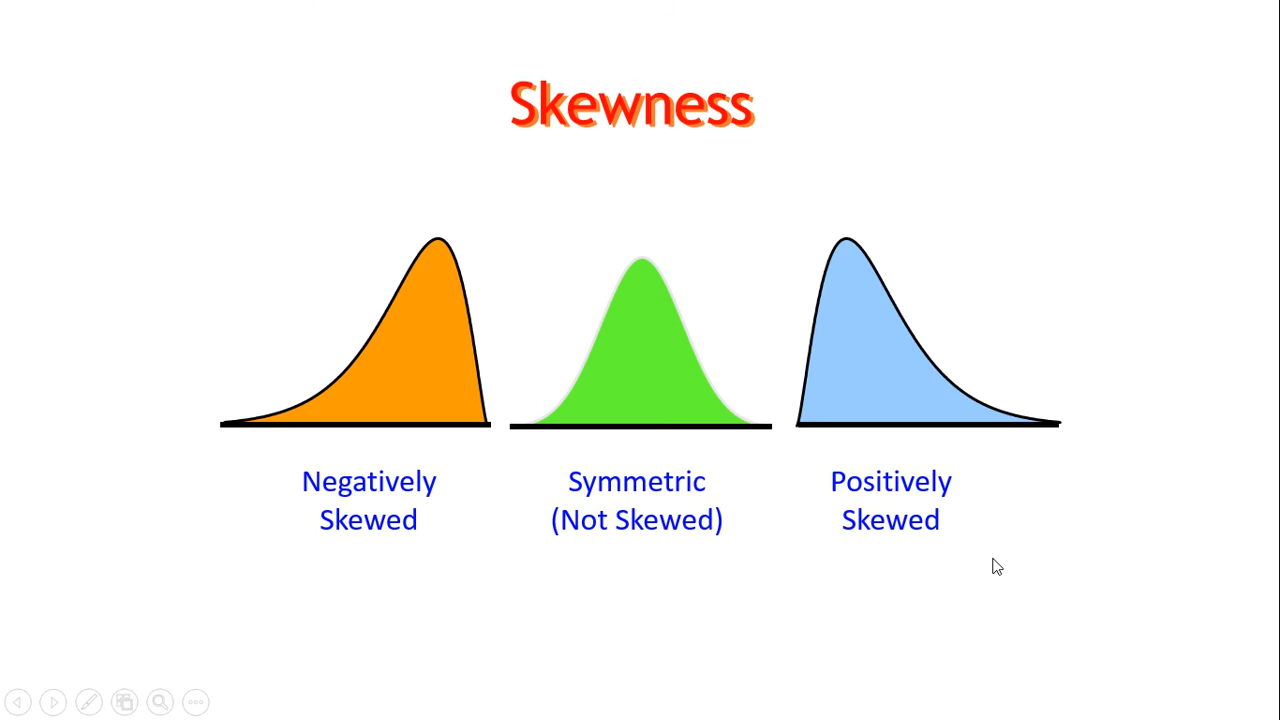 Skewness
Negatively
Skewed
Symmetric
(Not Skewed)
Positively
Skewed